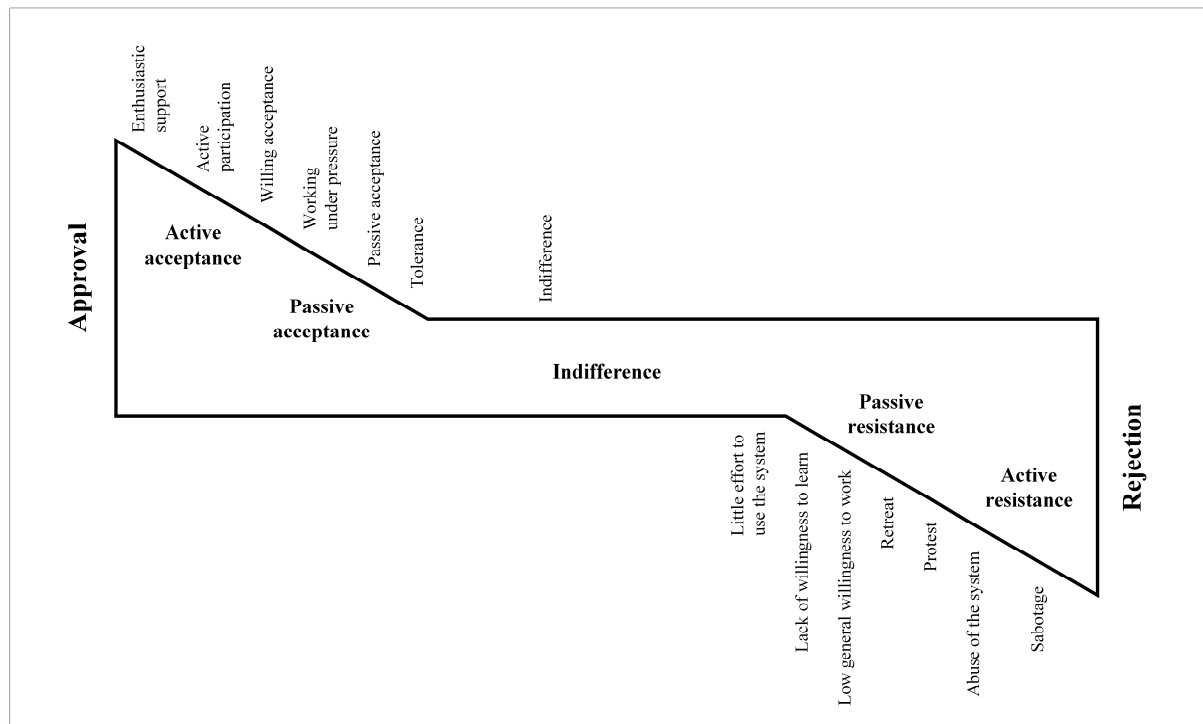 Approval
Enthusiastic
support
Active
participation
Willing acceptance
Working
under pressure
Passive acceptance
Tolerance
Indifference
Active
acceptance
Passive
acceptance
Indifference
Passive
resistance
Active
resistance
Rejection
Little effort to
use the system
Lack of willingness to learn
Low general willingness to work
Retreat
Protest
Abuse of the system
Sabotage